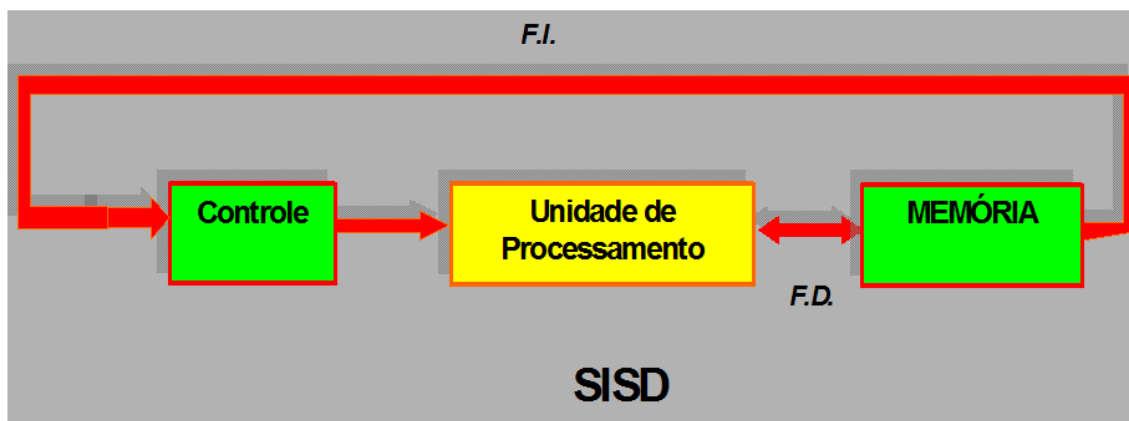 F.I.
Controle
Unidade de
Processamento
MEMÓRIA
F.D.
SISD